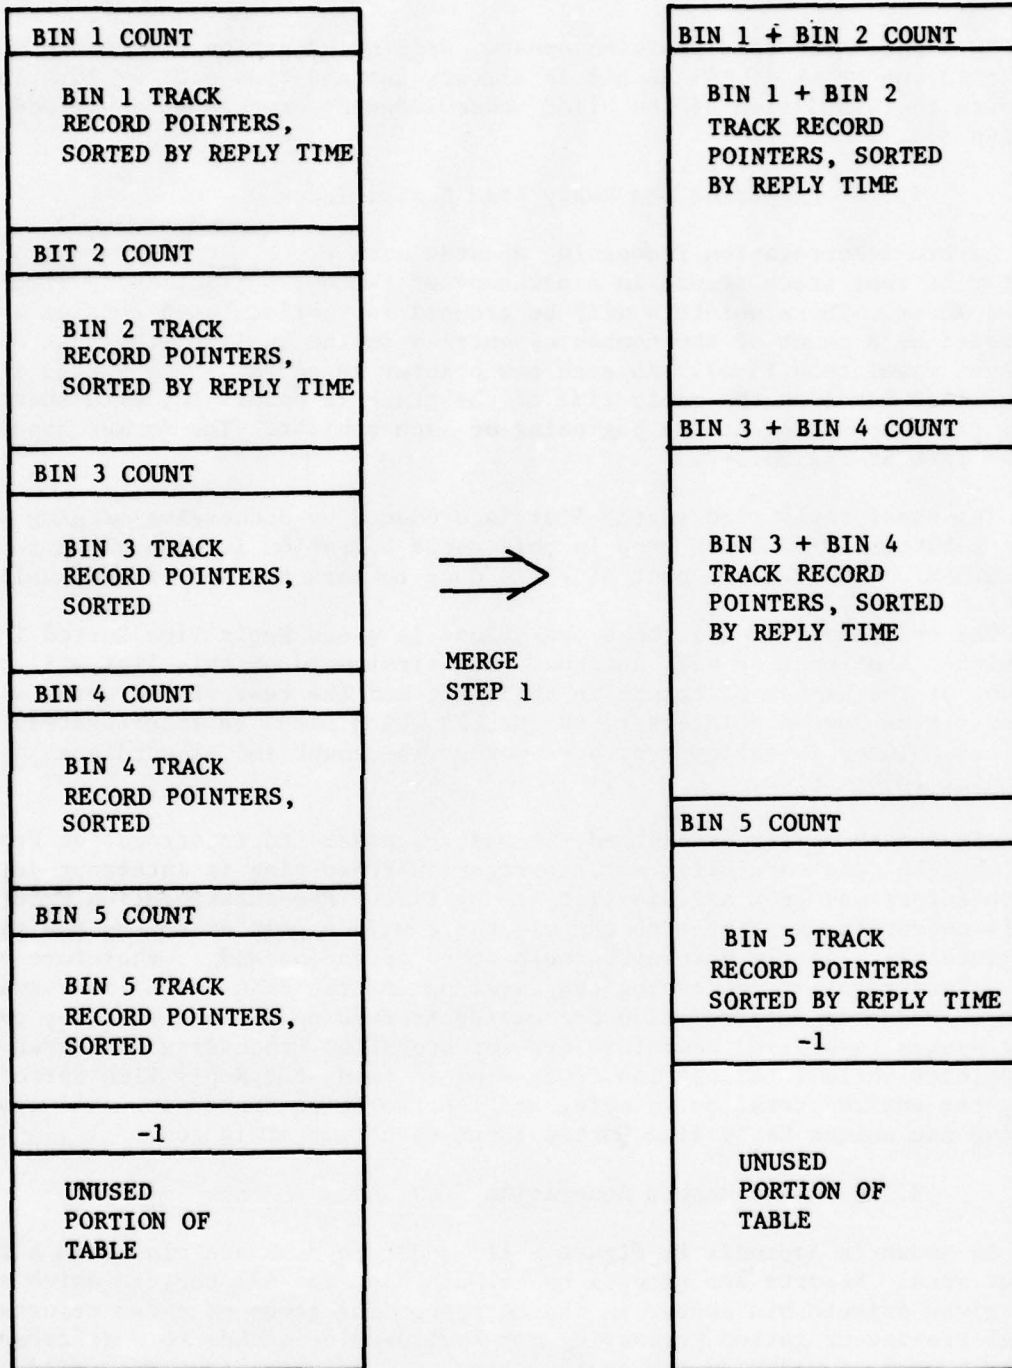 BIN 1 COUNT
BIN 1 TRACK
RECORD POINTERS,
SORTED BY REPLY TIME
BIT 2 COUNT
BIN 2 TRACK
RECORD POINTERS,
SORTED BY REPLY TIME
BIN 3 COUNT
BIN 3 TRACK
RECORD POINTERS,
SORTED
BIN 4 COUNT
BIN 4 TRACK
RECORD POINTERS,
SORTED
BIN 5 COUNT
BIN 5 TRACK
RECORD POINTERS,
SORTED
-1
UNUSED
PORTION OF
TABLE
MERGE
STEP 1
BIN 1 + BIN 2 COUNT
BIN 1 + BIN 2
TRACK RECORD
POINTERS, SORTED
BY REPLY TIME
BIN 3 + BIN 4 COUNT
BIN 3 + BIN 4
TRACK RECORD
POINTERS, SORTED
BY REPLY TIME
BIN 5 COUNT
BIN 5 TRACK
RECORD POINTERS
SORTED BY REPLY TIME
-1
UNUSED
PORTION OF
TABLE